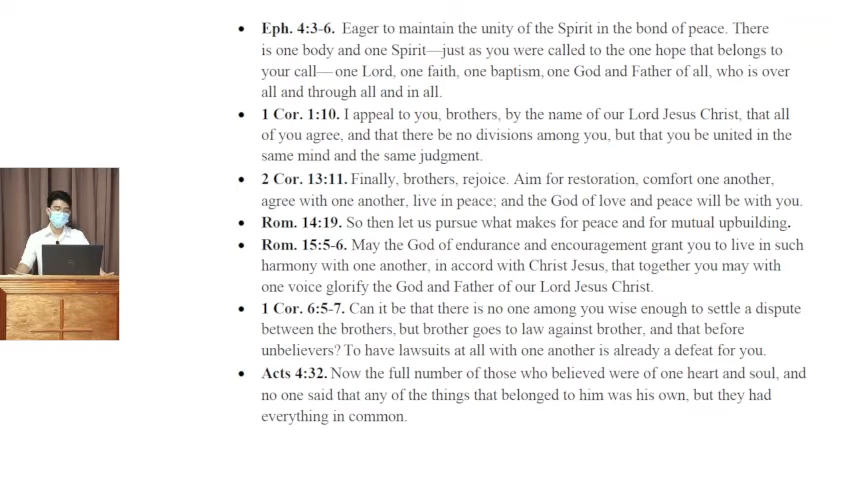 • Eph. 4:3-6. Eager to maintain the unity of the Spirit in the bond of peace. There
is one body and one Spirit—just as you were called to the one hope that belongs to
your call—one Lord, one faith, one baptism, one God and Father of all, who is over
all and through all and in all.
• 1 Cor. 1:10. I appeal to you, brothers, by the name of our Lord Jesus Christ, that all
of you agree, and that there be no divisions among you, but that you be united in the
same mind and the same judgment.
• 2 Cor. 13:11. Finally, brothers, rejoice. Aim for restoration, comfort one another,
agree with one another, live in peace; and the God of love and peace will be with you.
• Rom. 14:19. So then let us pursue what makes for peace and for mutual upbuilding.
• Rom. 15:5-6. May the God of endurance and encouragement grant you to live in such
harmony with one another, in accord with Christ Jesus, that together you may with
one voice glorify the God and Father of our Lord Jesus Christ.
• 1 Cor. 6:5-7. Can it be that there is no one among you wise enough to settle a dispute
between the brothers, but brother goes to law against brother, and that before
unbelievers? To have lawsuits at all with one another is already a defeat for you.
• Acts 4:32. Now the full number of those who believed were of one heart and soul, and
no one said that any of the things that belonged to him was his own, but they had
everything in common.